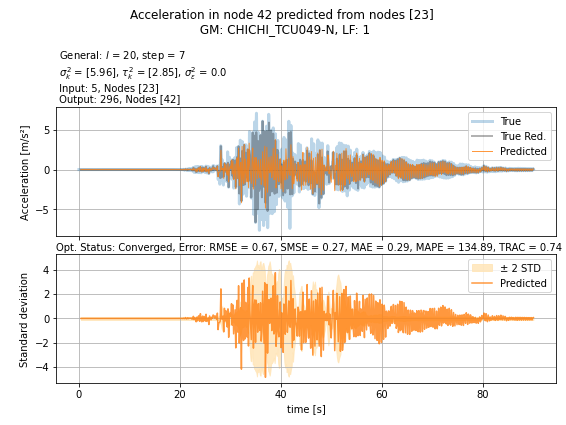 Acceleration in node 42 predicted from nodes [23]
GM: CHICHI_TCU049-N, LF: 1
General: l = 20, step = 7
σ²ₖ = [5.96], τ²ₖ = [2.85], σ²ₑ = 0.0
Input: 5, Nodes [23]
Output: 296, Nodes [42]
Acceleration [m/s²]
5
0
−5
True
True Red.
Predicted
Opt. Status: Converged, Error: RMSE = 0.67, SMSE = 0.27, MAE = 0.29, MAPE = 134.89, TRAC = 0.74
Standard deviation
4
2
0
−2
−4
± 2 STD
Predicted
0 20 40 60 80
time [s]